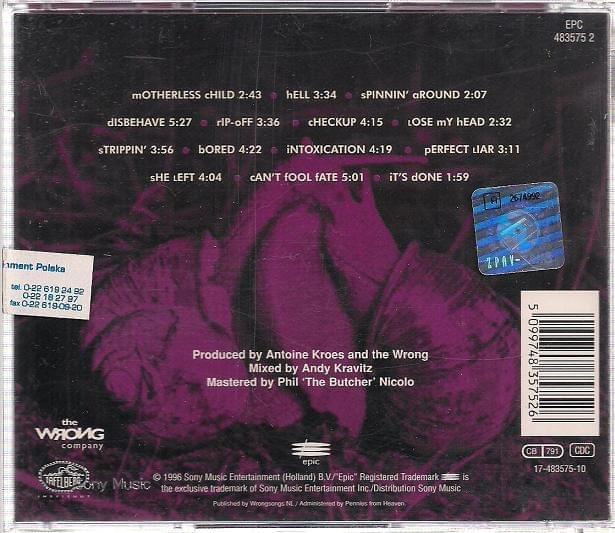 EPC
483575 2
mOTHERLESS cHILD 2:43 • hELL 3:34 • sPINNIN' aROUND 2:07
dISBEHAVE 5:27 • rIP-oFF 3:36 • cHECKUP 4:15 • lOSE mY hEAD 2:32
sTRIPPIN' 3:56 • bORED 4:22 • iNTOXICATION 4:19 • pERFECT lIAR 3:11
sHE lEFT 4:04 • cAN'T fOOL fATE 5:01 • iT'S dONE 1:59
2674992
ZPAV-
nment Polska
tel. 0-22 619 24 92
0-22 18 27 97
fax 0-22 619-09-20
Produced by Antoine Kroes and the Wrong
Mixed by Andy Kravitz
Mastered by Phil 'The Butcher' Nicolo
5 099748 357526
the
WRONG
company
epic
CB 791 CDC
17-483575-10
TAFELBERG
Sony Music
© 1996 Sony Music Entertainment (Holland) B.V./"Epic" Registered Trademark is
the exclusive trademark of Sony Music Entertainment Inc./Distribution Sony Music
Published by Wrongsongs NL / Administered by Pennies from Heaven.